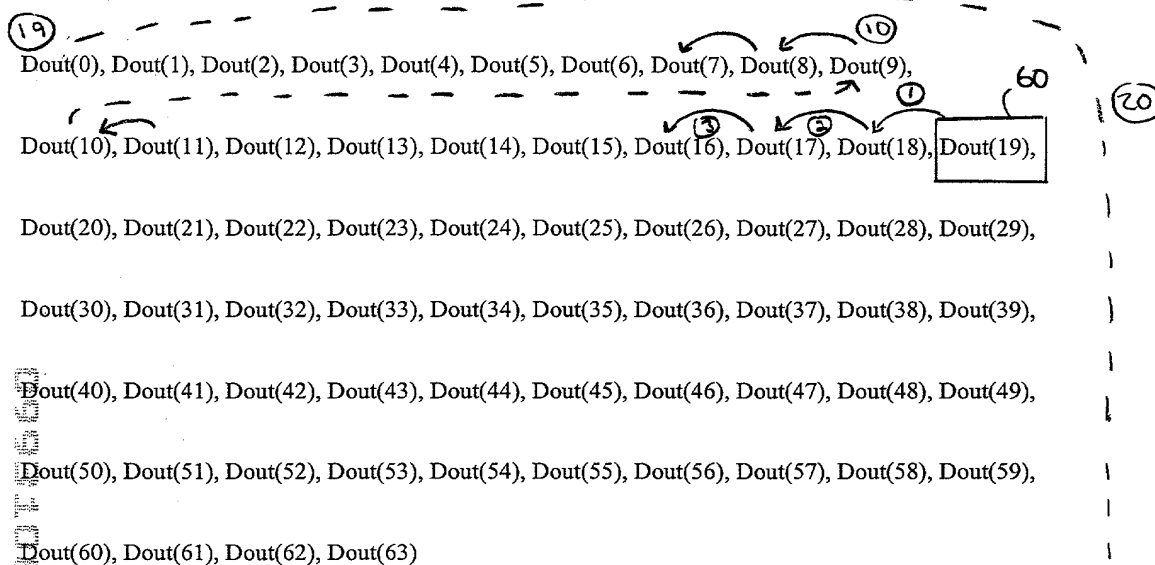 19
10
Dout(0), Dout(1), Dout(2), Dout(3), Dout(4), Dout(5), Dout(6), Dout(7), Dout(8), Dout(9),
60
1
20
3
2
Dout(10), Dout(11), Dout(12), Dout(13), Dout(14), Dout(15), Dout(16), Dout(17), Dout(18), Dout(19),
Dout(20), Dout(21), Dout(22), Dout(23), Dout(24), Dout(25), Dout(26), Dout(27), Dout(28), Dout(29),
Dout(30), Dout(31), Dout(32), Dout(33), Dout(34), Dout(35), Dout(36), Dout(37), Dout(38), Dout(39),
Dout(40), Dout(41), Dout(42), Dout(43), Dout(44), Dout(45), Dout(46), Dout(47), Dout(48), Dout(49),
Dout(50), Dout(51), Dout(52), Dout(53), Dout(54), Dout(55), Dout(56), Dout(57), Dout(58), Dout(59),
Dout(60), Dout(61), Dout(62), Dout(63)